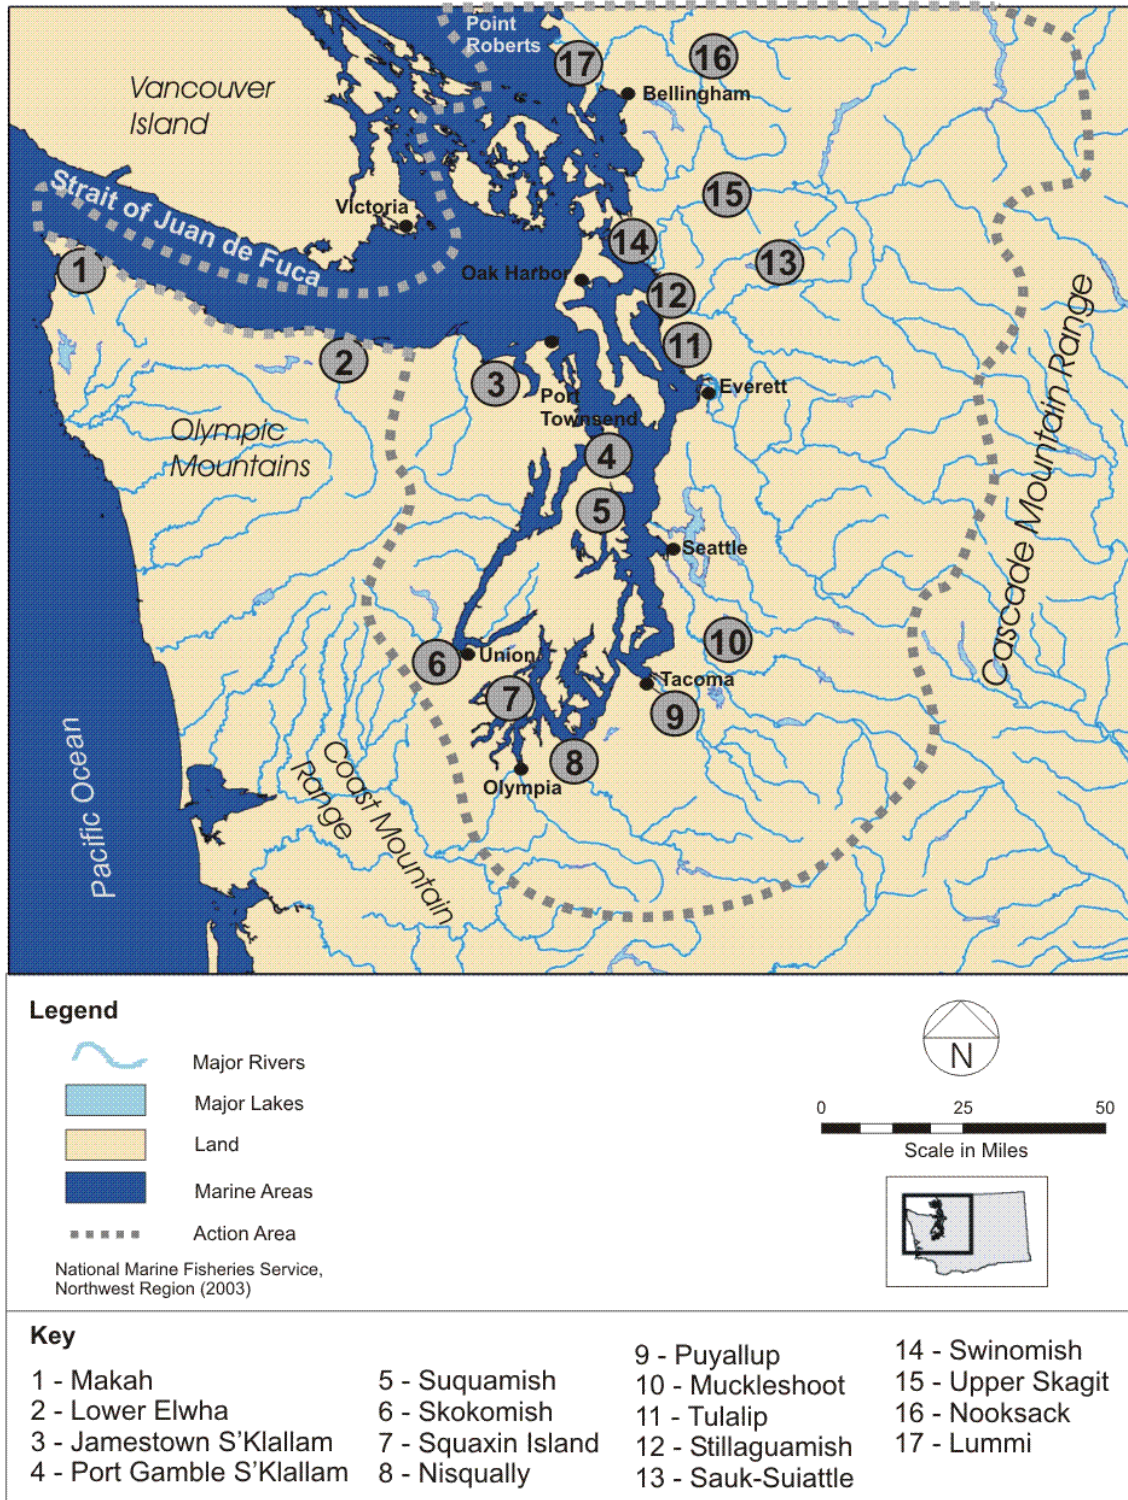 Point
Roberts
17
16
Bellingham
Vancouver
Island
Strait of Juan de Fuca
Victoria
15
14
13
1
Oak Harbor
12
11
2
3
Port
Townsend
Everett
Olympic
Mountains
4
5
Seattle
Cascade Mountain Range
10
6
Union
7
Tacoma
9
8
Olympia
Pacific Ocean
Coast Mountain
Range
Legend
Major Rivers
Major Lakes
Land
Marine Areas
Action Area
National Marine Fisheries Service,
Northwest Region (2003)
N
0 25 50
Scale in Miles
Key
1 - Makah
2 - Lower Elwha
3 - Jamestown S'Klallam
4 - Port Gamble S'Klallam
5 - Suquamish
6 - Skokomish
7 - Squaxin Island
8 - Nisqually
9 - Puyallup
10 - Muckleshoot
11 - Tulalip
12 - Stillaguamish
13 - Sauk-Suiattle
14 - Swinomish
15 - Upper Skagit
16 - Nooksack
17 - Lummi